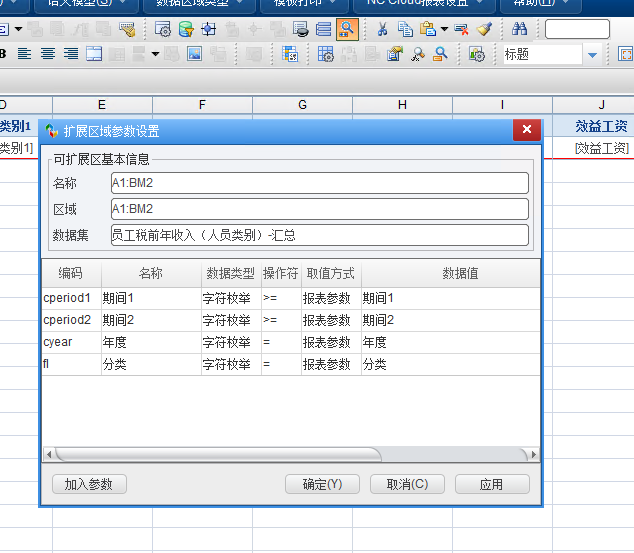 语义模型(S)
数据区域类型
模板打印
NC Cloud报表设置
帮助(H)
B
标题
D E F G H I J
类别1
效益工资
类别1]
[效益工资]
扩展区域参数设置
可扩展区基本信息
名称 A1:BM2
区域 A1:BM2
数据集 员工税前年收入（人员类别）-汇总
编码 名称 数据类型 操作符 取值方式 数据值
cperiod1 期间1 字符枚举 >= 报表参数 期间1
cperiod2 期间2 字符枚举 >= 报表参数 期间2
cyear 年度 字符枚举 = 报表参数 年度
fl 分类 字符枚举 = 报表参数 分类
加入参数 确定(Y) 取消(C) 应用